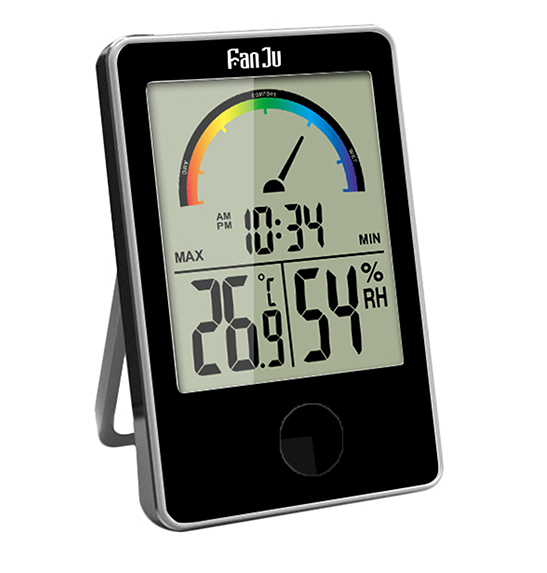 FanJu
COMFORT
DRY
WET
AM
PM
10:34
MAX
MIN
26.9 °C
54 % RH